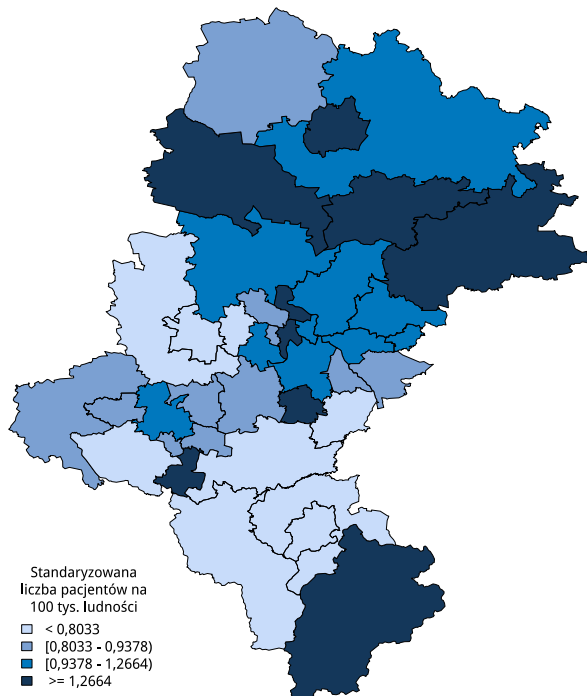 Standaryzowana
liczba pacjentów na
100 tys. ludności
< 0,8033
[0,8033 - 0,9378)
[0,9378 - 1,2664)
>= 1,2664